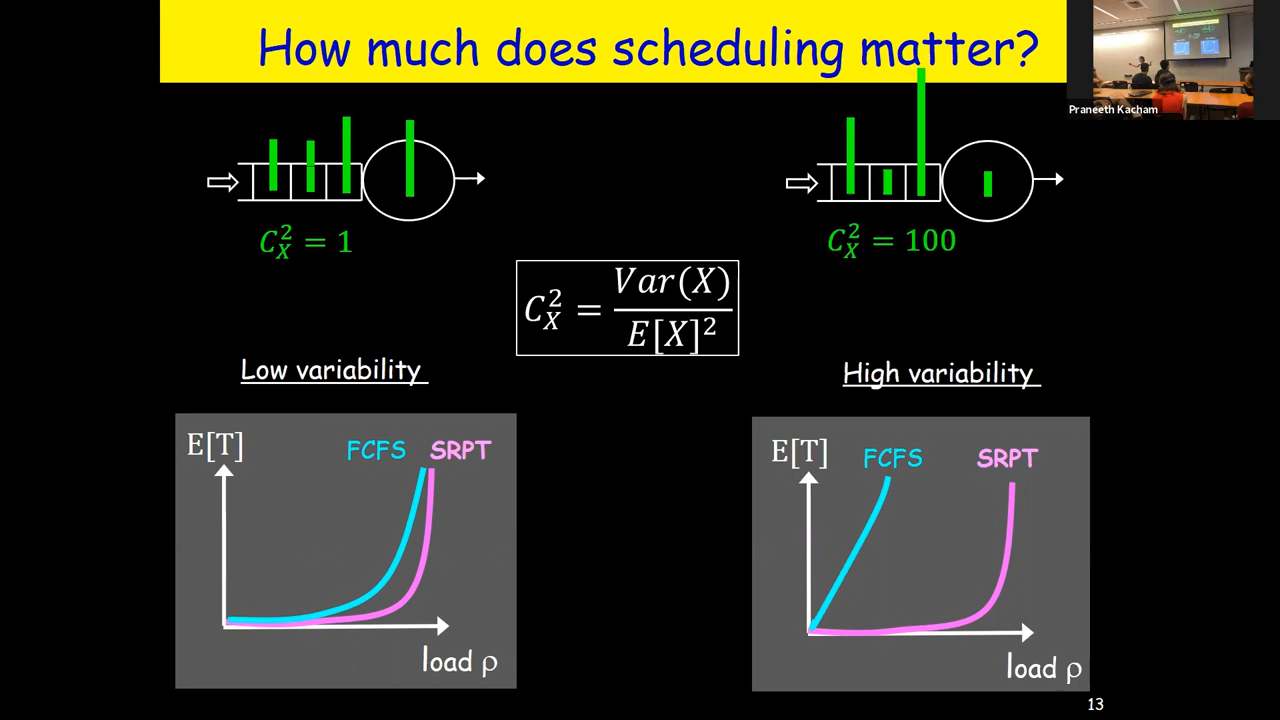 How much does scheduling matter?
Praneeth Kacham
C_X^2 = 1
C_X^2 = 100
C_X^2 = Var(X) / E[X]^2
Low variability
High variability
E[T]
FCFS
SRPT
load ρ
E[T]
FCFS
SRPT
load ρ
13